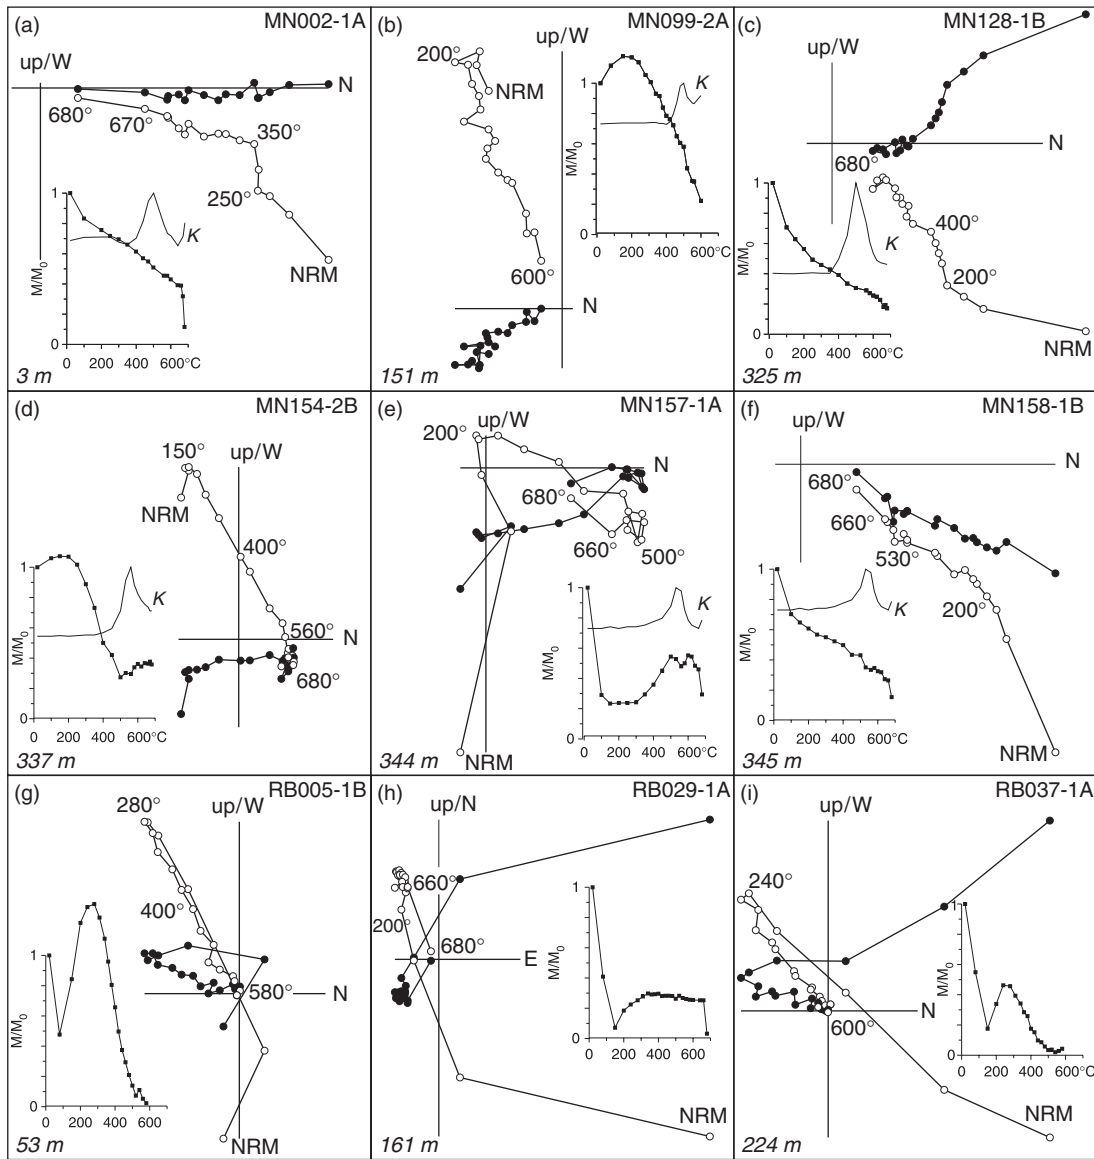 (a) MN002-1A
up/W
N
680°
670°
350°
250°
NRM
1
K
M/M0
0
0 200 400 600°C
3 m
(b) MN099-2A
up/W
200°
NRM
1
K
M/M0
0
0 200 400 600
600°
N
151 m
(c) MN128-1B
up/W
N
680°
1
K
400°
200°
M/M0
0
0 200 400 600°C
NRM
325 m
(d) MN154-2B
150°
up/W
NRM
400°
1
K
560°
N
M/M0
680°
0
0 200 400 600°C
337 m
(e) MN157-1A
200° up/W
N
680°
660°
500°
1
K
M/M0
0
0 200 400 600°C
NRM
344 m
(f) MN158-1B
up/W
N
680°
660°
530°
1
K
200°
M/M0
0
0 200 400 600°C
NRM
345 m
(g) RB005-1B
280°
up/W
400°
1
580°
N
M/M0
0
0 200 400 600
NRM
53 m
(h) RB029-1A
up/N
660°
1
200°
680°
E
M/M0
0
0 200 400 600
NRM
161 m
(i) RB037-1A
up/W
240°
1
M/M0
600°
N
0
0 200 400 600°C
NRM
224 m